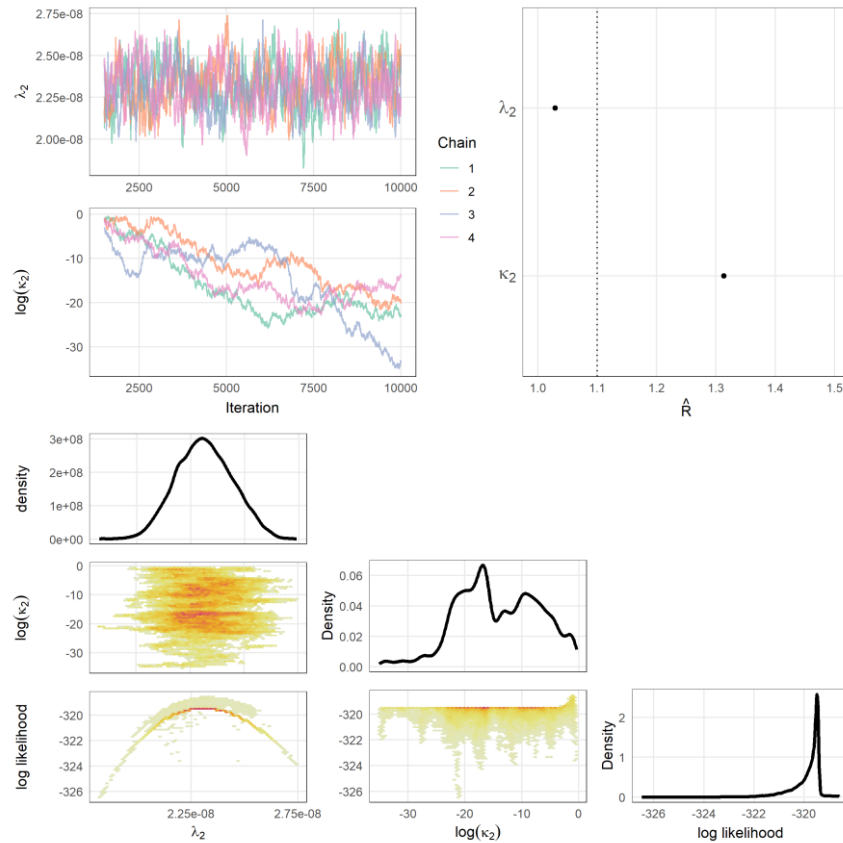 2.75e-08
2.50e-08
2.25e-08
2.00e-08
λ₂
2500
5000
7500
10000
0
-10
-20
-30
log(κ₂)
2500
5000
7500
10000
Iteration
Chain
1
2
3
4
λ₂
κ₂
1.0
1.1
1.2
1.3
1.4
1.5
R̂
3e+08
2e+08
1e+08
0e+00
density
0
-10
-20
-30
log(κ₂)
0.06
0.04
0.02
0.00
Density
-320
-322
-324
-326
log likelihood
2.25e-08
2.75e-08
λ₂
-320
-322
-324
-326
-30
-20
-10
0
log(κ₂)
2
1
0
Density
-326
-324
-322
-320
log likelihood